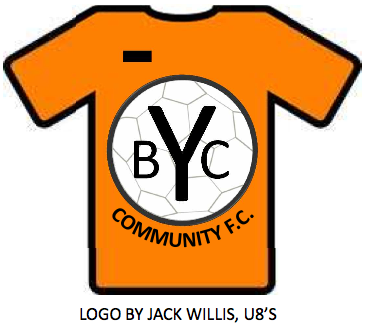 BYC
COMMUNITY F.C.
LOGO BY JACK WILLIS, U8'S